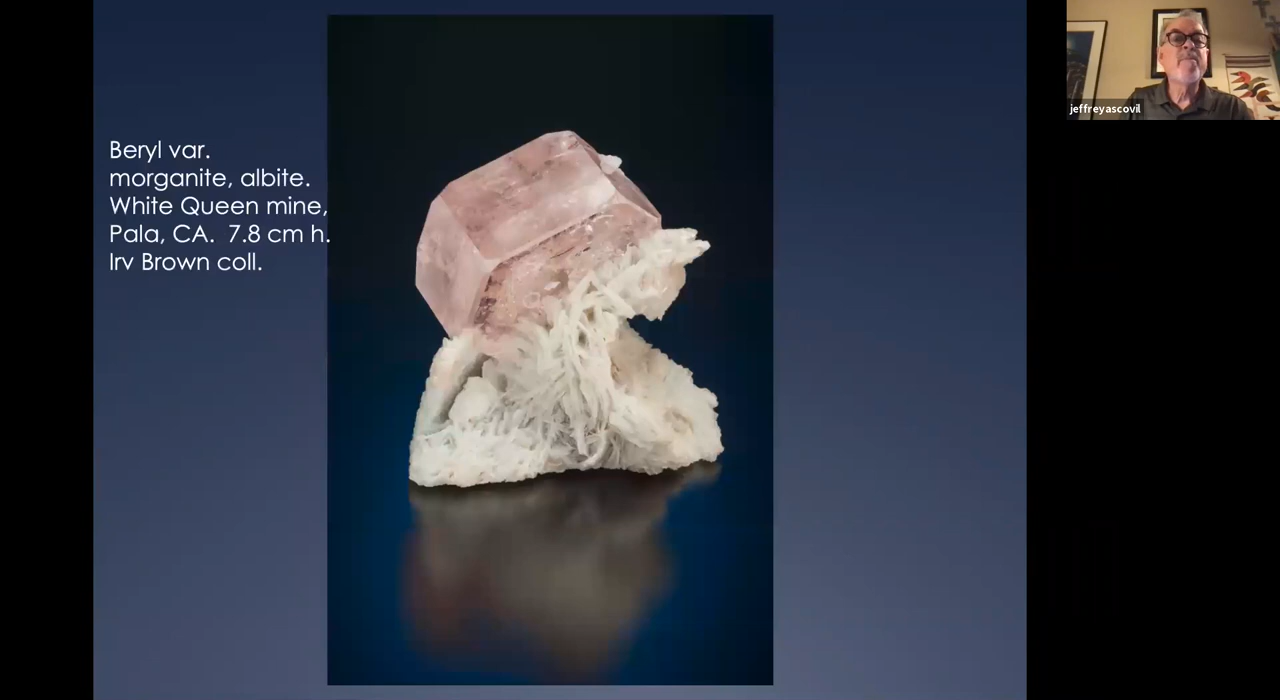 Beryl var.
morganite, albite.
White Queen mine,
Pala, CA.  7.8 cm h.
Irv Brown coll.
jeffreyascovil